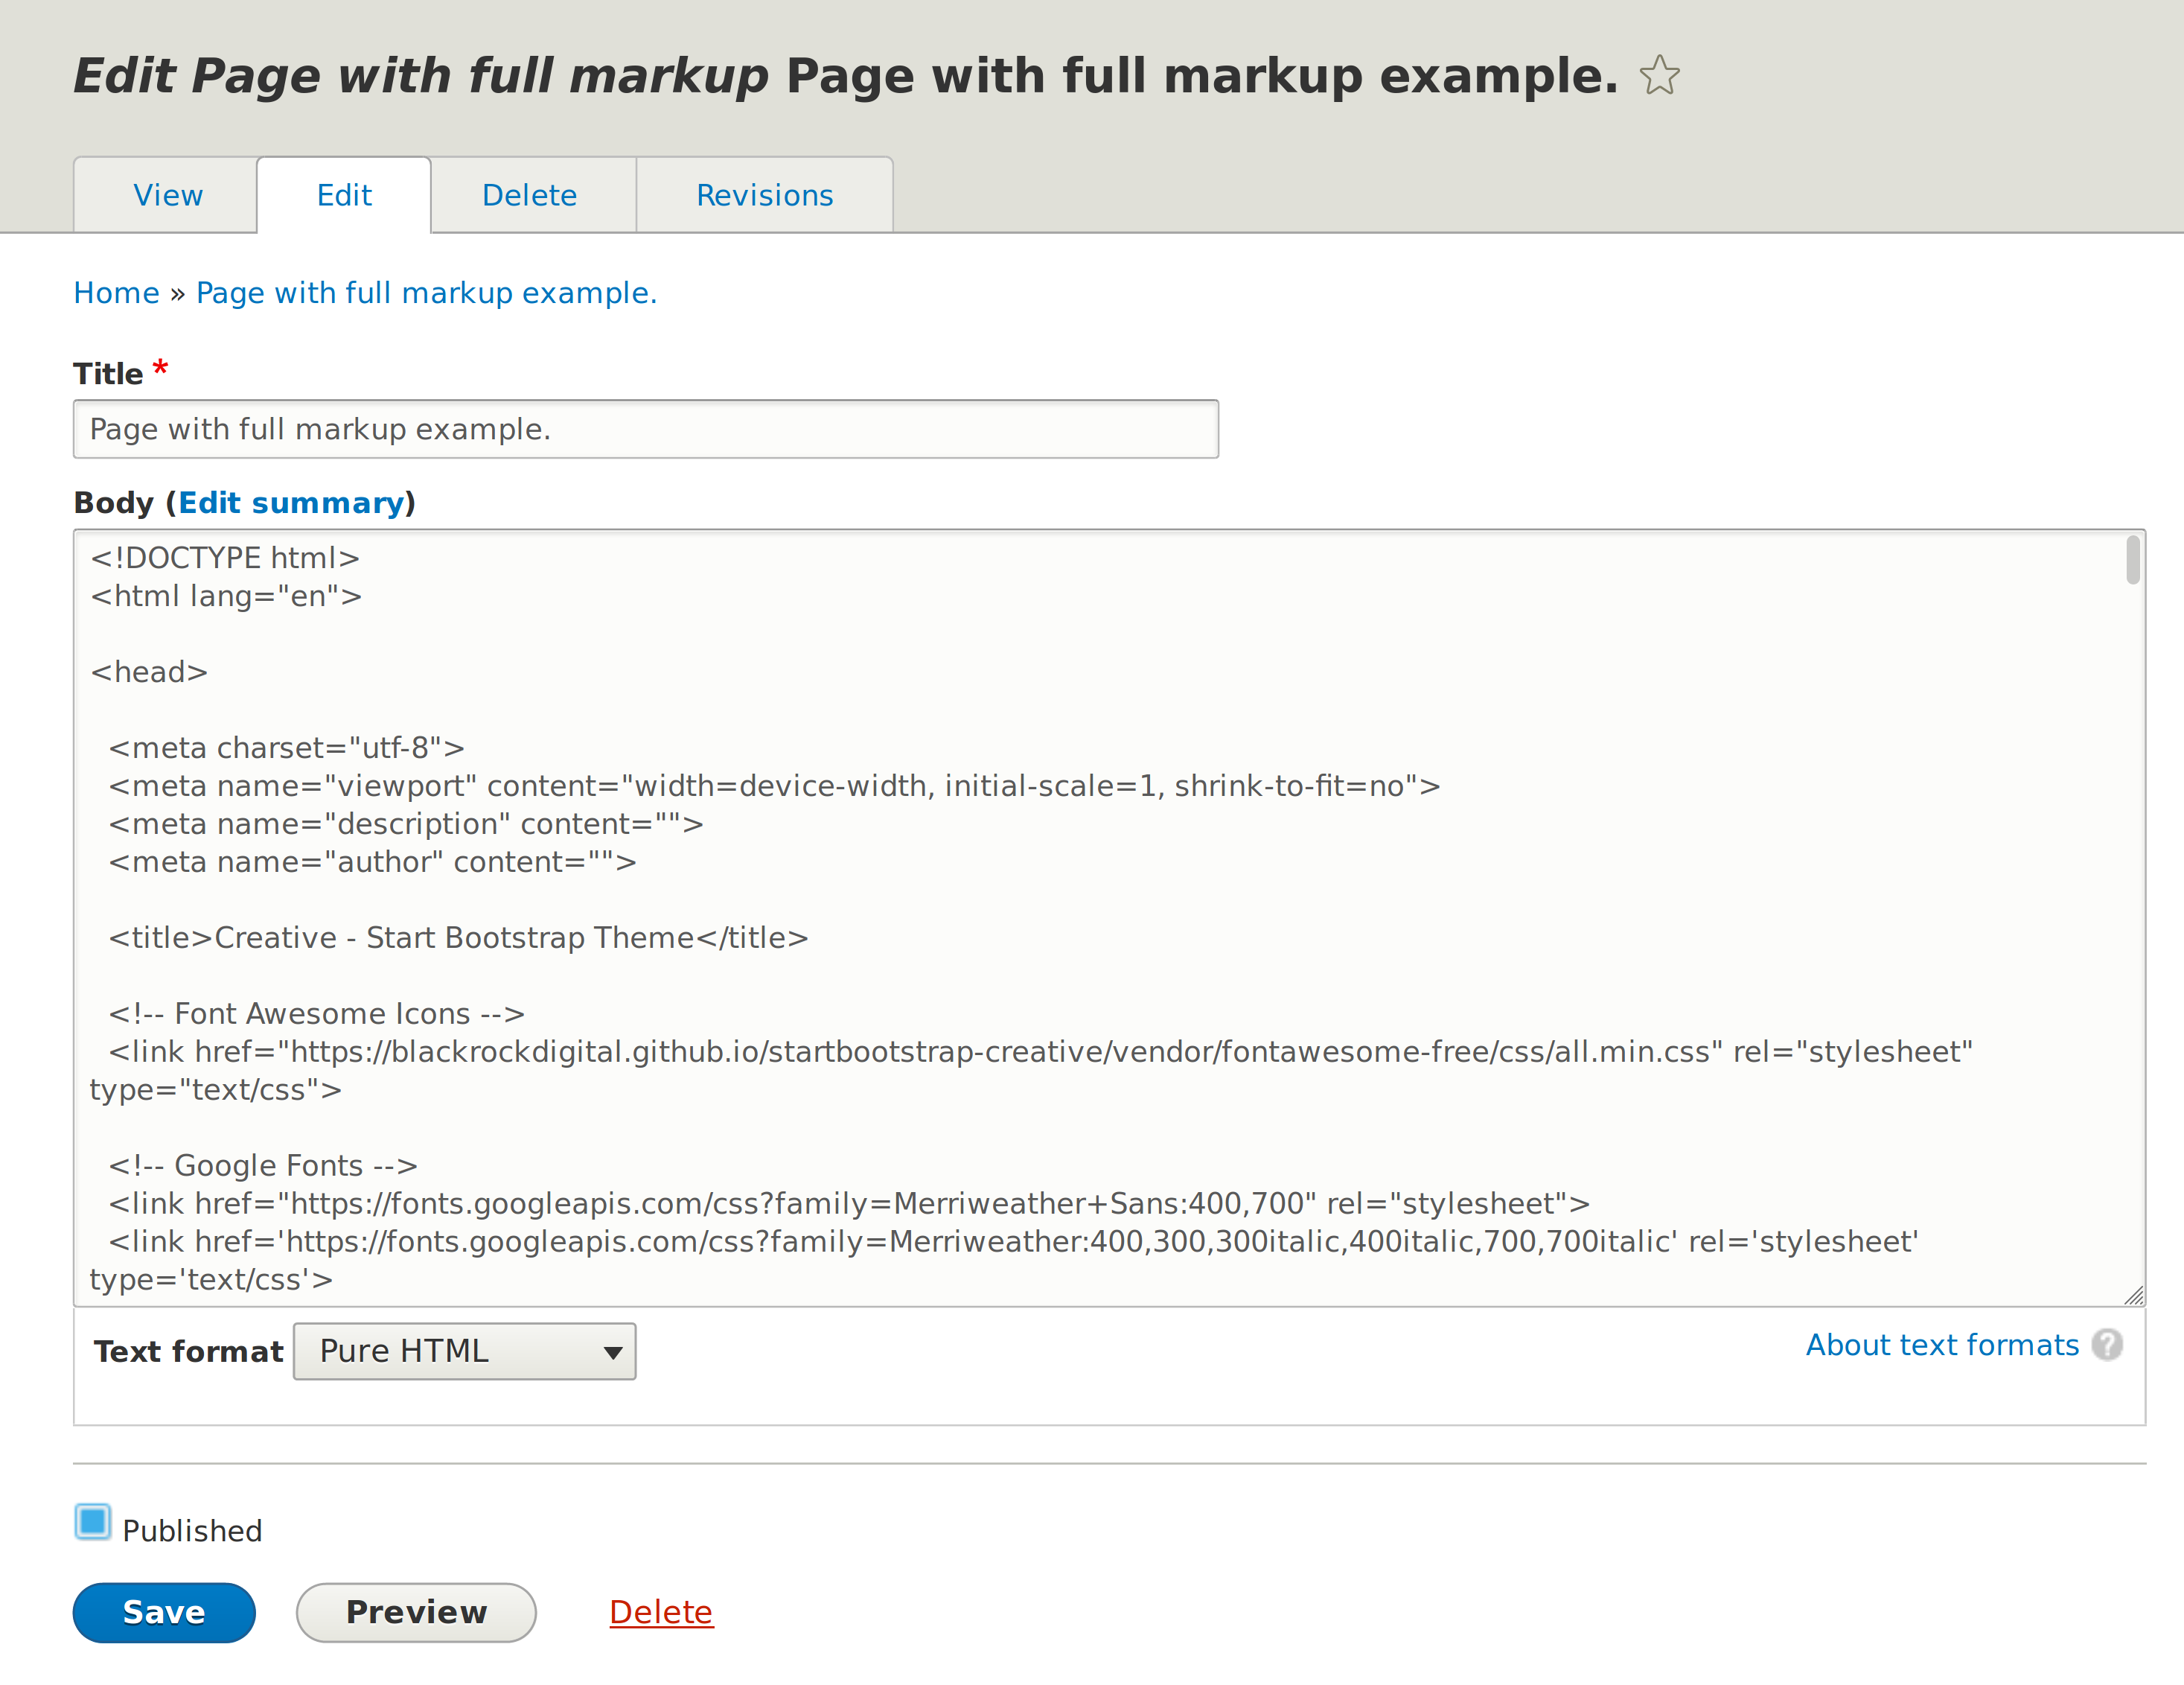 Edit Page with full markup Page with full markup example.
View Edit Delete Revisions
Home » Page with full markup example.
Title *
Page with full markup example.
Body (Edit summary)
<!DOCTYPE html>
<html lang="en">
<head>
<meta charset="utf-8">
<meta name="viewport" content="width=device-width, initial-scale=1, shrink-to-fit=no">
<meta name="description" content="">
<meta name="author" content="">
<title>Creative - Start Bootstrap Theme</title>
<!-- Font Awesome Icons -->
<link href="https://blackrockdigital.github.io/startbootstrap-creative/vendor/fontawesome-free/css/all.min.css" rel="stylesheet"
type="text/css">
<!-- Google Fonts -->
<link href="https://fonts.googleapis.com/css?family=Merriweather+Sans:400,700" rel="stylesheet">
<link href='https://fonts.googleapis.com/css?family=Merriweather:400,300,300italic,400italic,700,700italic' rel='stylesheet'
type='text/css'>
Text format Pure HTML About text formats ?
Published
Save Preview Delete